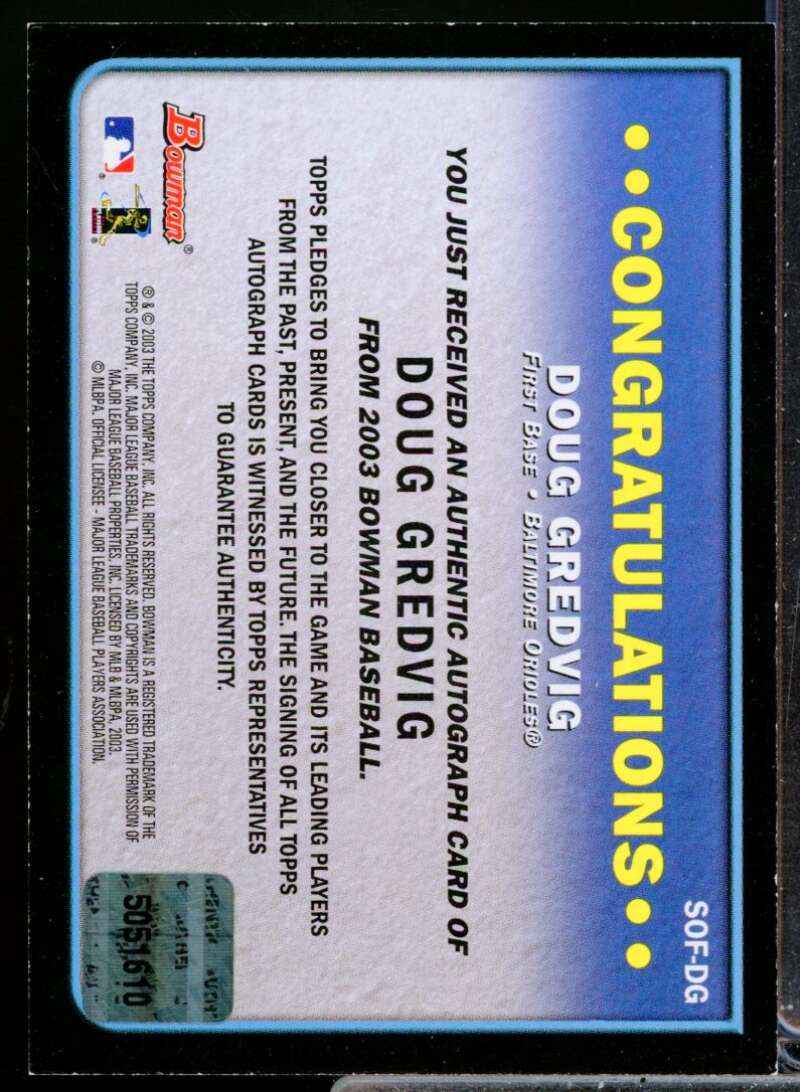 SOF-DG
••CONGRATULATIONS••
DOUG GREDVIG
FIRST BASE • BALTIMORE ORIOLES®
YOU JUST RECEIVED AN AUTHENTIC AUTOGRAPH CARD OF
DOUG GREDVIG
FROM 2003 BOWMAN BASEBALL.
TOPPS PLEDGES TO BRING YOU CLOSER TO THE GAME AND ITS LEADING PLAYERS
FROM THE PAST, PRESENT, AND THE FUTURE. THE SIGNING OF ALL TOPPS
AUTOGRAPH CARDS IS WITNESSED BY TOPPS REPRESENTATIVES
TO GUARANTEE AUTHENTICITY.
Bowman®
® & © 2003 THE TOPPS COMPANY, INC. ALL RIGHTS RESERVED. BOWMAN IS A REGISTERED TRADEMARK OF THE
TOPPS COMPANY, INC. MAJOR LEAGUE BASEBALL TRADEMARKS AND COPYRIGHTS ARE USED WITH PERMISSION OF
MAJOR LEAGUE BASEBALL PROPERTIES, INC. LICENSED BY MLB & MLBPA, 2003.
© MLBPA. OFFICIAL LICENSEE - MAJOR LEAGUE BASEBALL PLAYERS ASSOCIATION.
5051610